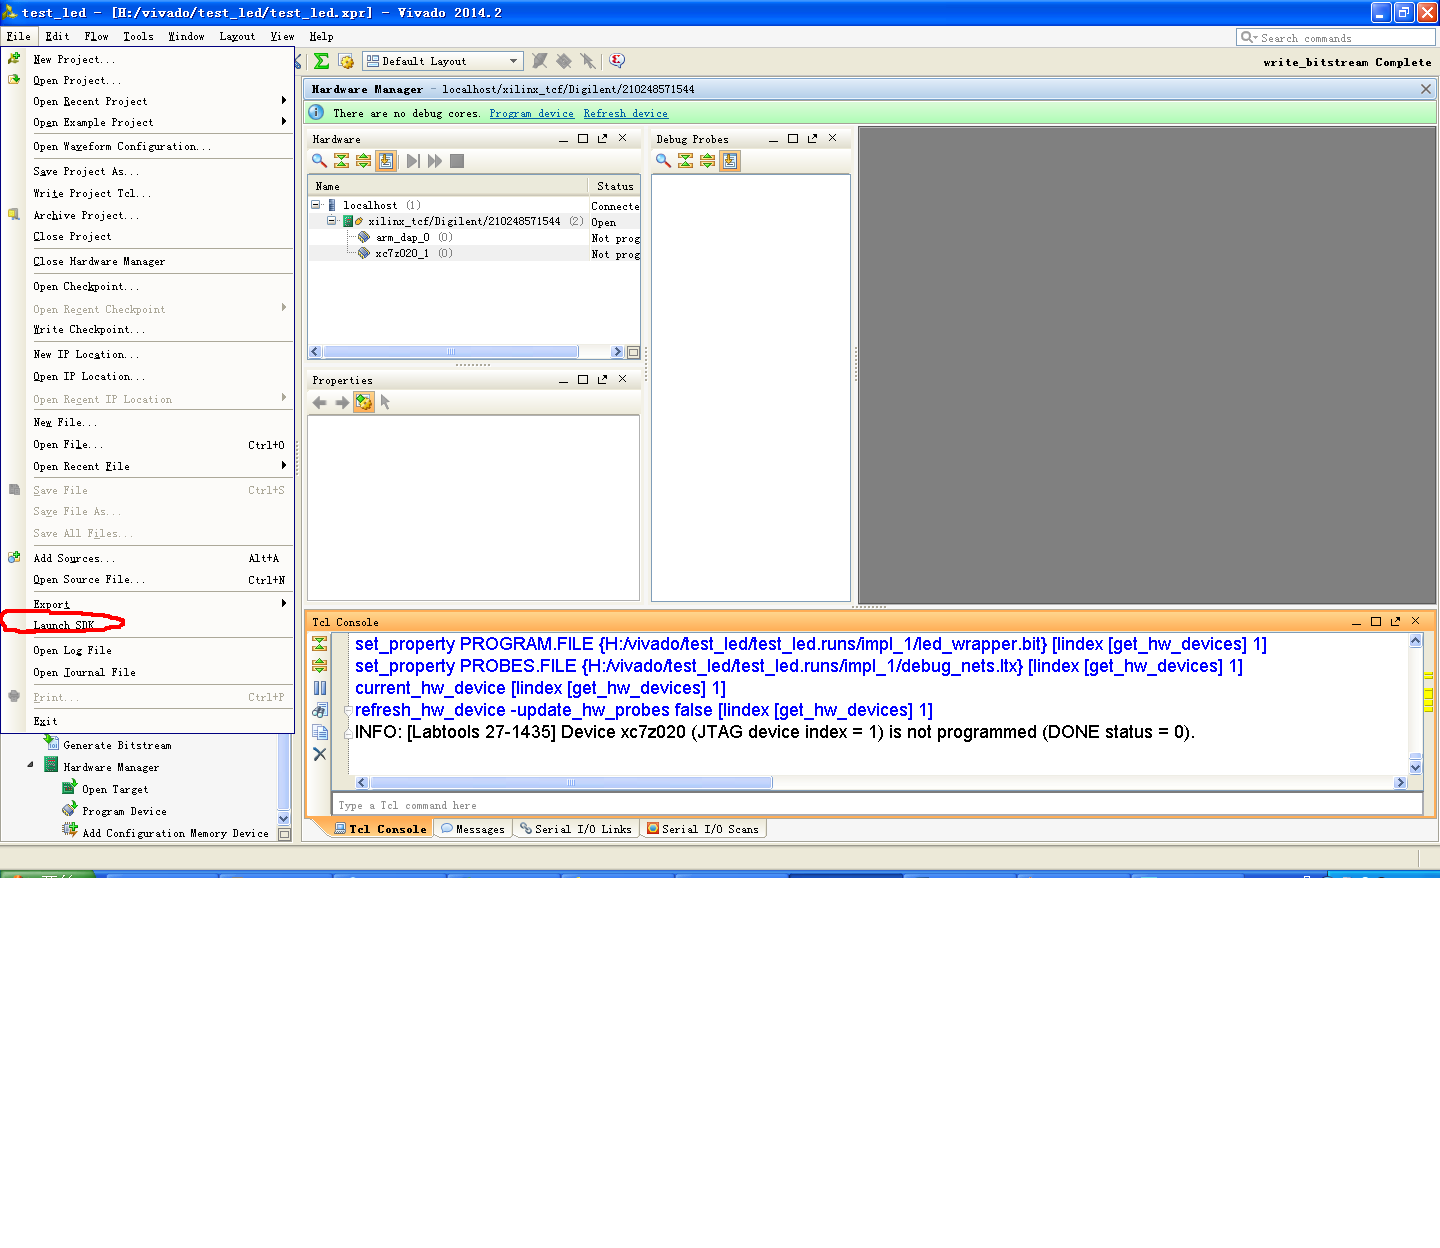 test_led - [H:/vivado/test_led/test_led.xpr] - Vivado 2014.2
File Edit Flow Tools Window Layout View Help
Search commands
New Project...
Open Project...
Open Recent Project
Open Example Project
Open Waveform Configuration...
Save Project As...
Write Project Tcl...
Archive Project...
Close Project
Close Hardware Manager
Open Checkpoint...
Open Recent Checkpoint
Write Checkpoint...
New IP Location...
Open IP Location...
Open Recent IP Location
New File...
Open File... Ctrl+O
Open Recent File
Save File Ctrl+S
Save File As...
Save All Files...
Add Sources... Alt+A
Open Source File... Ctrl+N
Export
Launch SDK
Open Log File
Open Journal File
Print... Ctrl+P
Exit
Generate Bitstream
Hardware Manager
Open Target
Program Device
Add Configuration Memory Device
Default Layout
write_bitstream Complete
Hardware Manager - localhost/xilinx_tcf/Digilent/210248571544
There are no debug cores. Program device Refresh device
Hardware
Name Status
localhost (1) Connecte
xilinx_tcf/Digilent/210248571544 (2) Open
arm_dap_0 (0) Not prog
xc7z020_1 (0) Not prog
Properties
Debug Probes
Tcl Console
set_property PROGRAM.FILE {H:/vivado/test_led/test_led.runs/impl_1/led_wrapper.bit} [lindex [get_hw_devices] 1]
set_property PROBES.FILE {H:/vivado/test_led/test_led.runs/impl_1/debug_nets.ltx} [lindex [get_hw_devices] 1]
current_hw_device [lindex [get_hw_devices] 1]
refresh_hw_device -update_hw_probes false [lindex [get_hw_devices] 1]
INFO: [Labtools 27-1435] Device xc7z020 (JTAG device index = 1) is not programmed (DONE status = 0).
Type a Tcl command here
Tcl Console Messages Serial I/O Links Serial I/O Scans